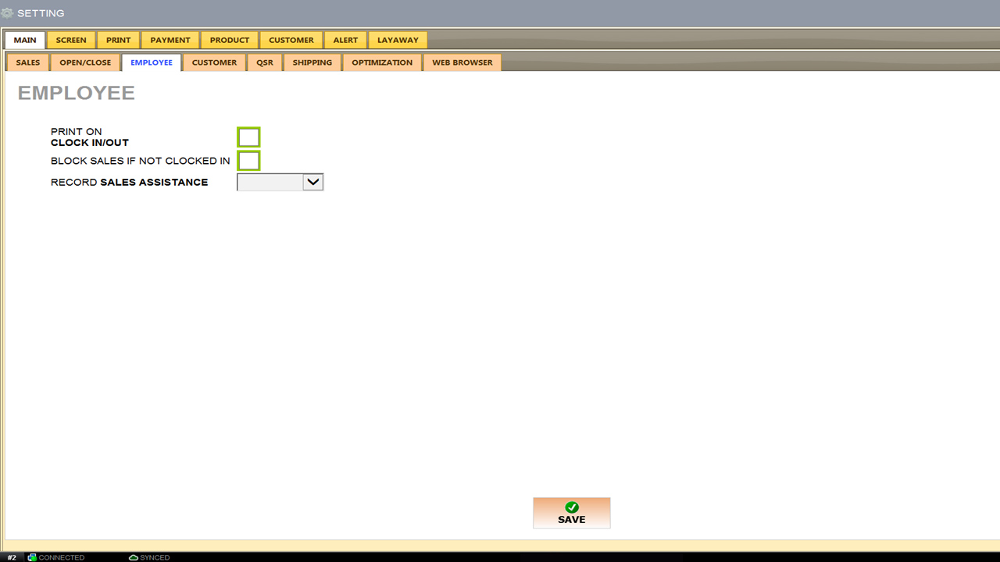 SETTING
MAIN SCREEN PRINT PAYMENT PRODUCT CUSTOMER ALERT LAYAWAY
SALES OPEN/CLOSE EMPLOYEE CUSTOMER QSR SHIPPING OPTIMIZATION WEB BROWSER
EMPLOYEE
PRINT ON
CLOCK IN/OUT
BLOCK SALES IF NOT CLOCKED IN
RECORD SALES ASSISTANCE
SAVE
#2 CONNECTED SYNCED